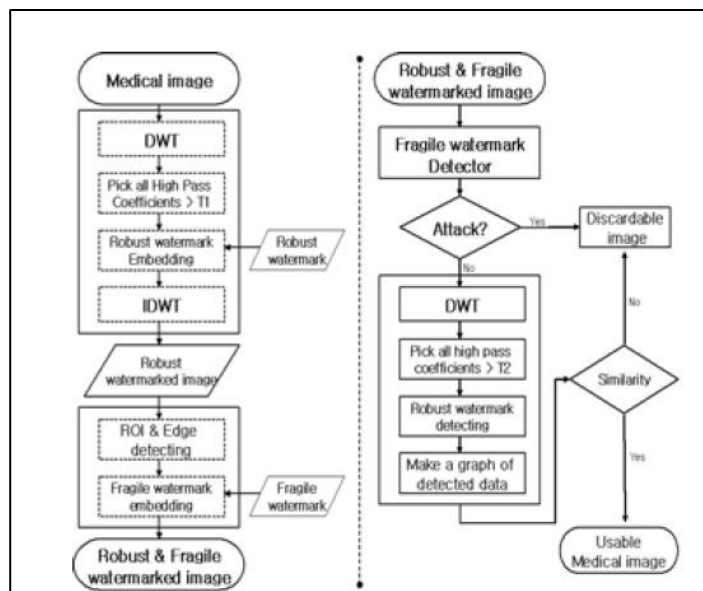 Medical image
DWT
Pick all High Pass
Coefficients > T1
Robust watermark
Embedding
Robust
watermark
IDWT
Robust
watermarked image
ROI & Edge
detecting
Fragile watermark
embedding
Fragile
watermark
Robust & Fragile
watermarked image
Robust & Fragile
watermarked image
Fragile watermark
Detector
Attack?
Yes
Discardable
image
No
DWT
Pick all high pass
coefficients > T2
Robust watermark
detecting
Make a graph of
detected data
No
Similarity
Yes
Usable
Medical image